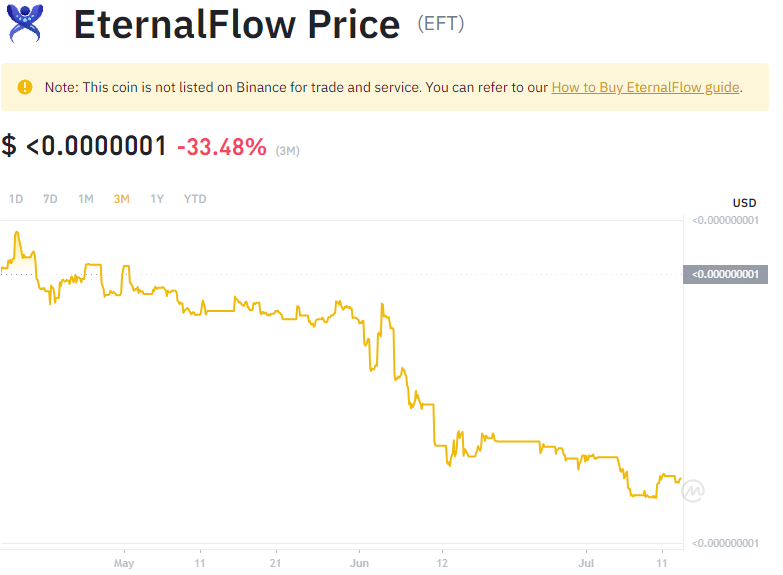 EternalFlow Price (EFT)
Note: This coin is not listed on Binance for trade and service. You can refer to our How to Buy EternalFlow guide.
$ <0.0000001 -33.48% (3M)
1D 7D 1M 3M 1Y YTD
USD
<0.000000001
<0.000000001
<0.000000001
May 11 21 Jun 12 Jul 11